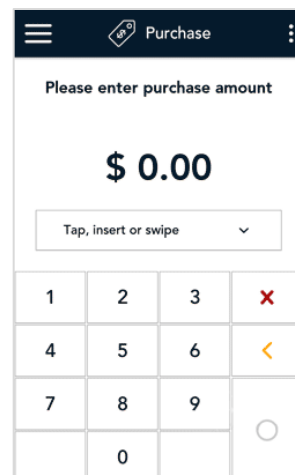 Purchase
Please enter purchase amount
$ 0.00
Tap, insert or swipe
1 2 3
4 5 6
7 8 9
0